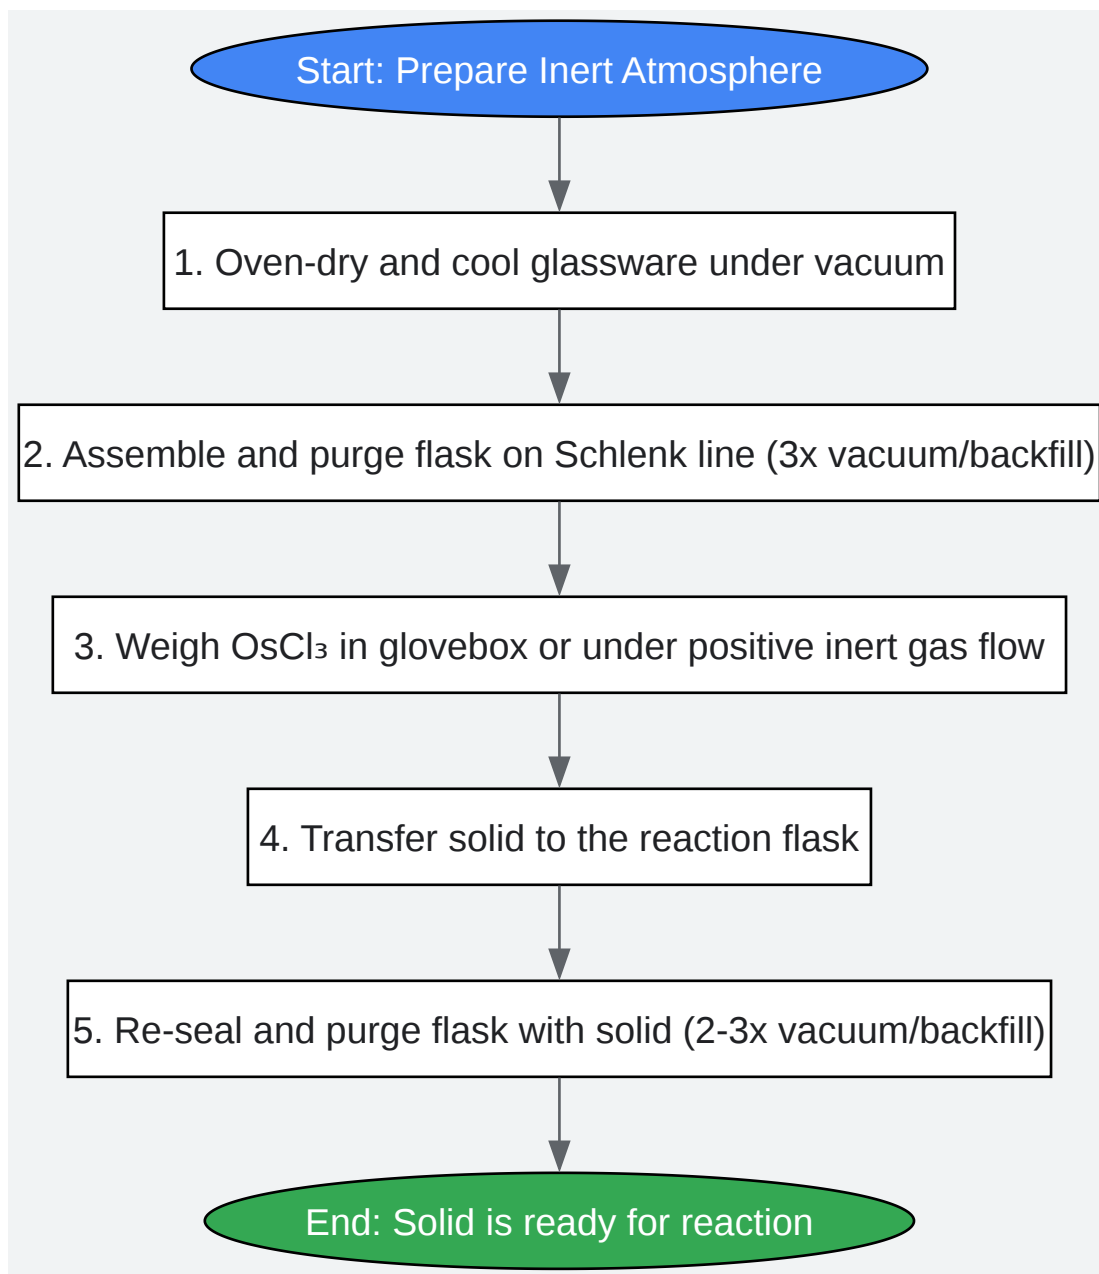 Start: Prepare Inert Atmosphere
1. Oven-dry and cool glassware under vacuum
2. Assemble and purge flask on Schlenk line (3x vacuum/backfill)
3. Weigh OsCl₃ in glovebox or under positive inert gas flow
4. Transfer solid to the reaction flask
5. Re-seal and purge flask with solid (2-3x vacuum/backfill)
End: Solid is ready for reaction